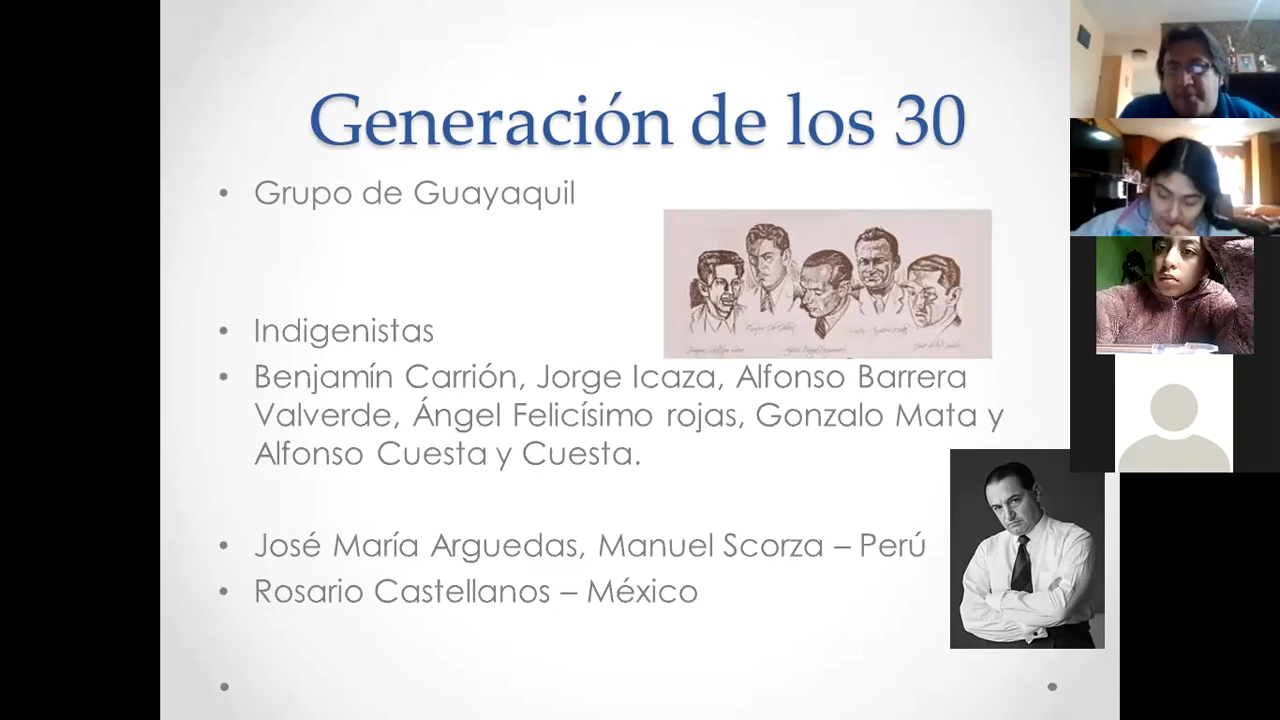 Generación de los 30
• Grupo de Guayaquil
• Indigenistas
• Benjamín Carrión, Jorge Icaza, Alfonso Barrera
Valverde, Ángel Felicísimo rojas, Gonzalo Mata y
Alfonso Cuesta y Cuesta.
• José María Arguedas, Manuel Scorza – Perú
• Rosario Castellanos – México